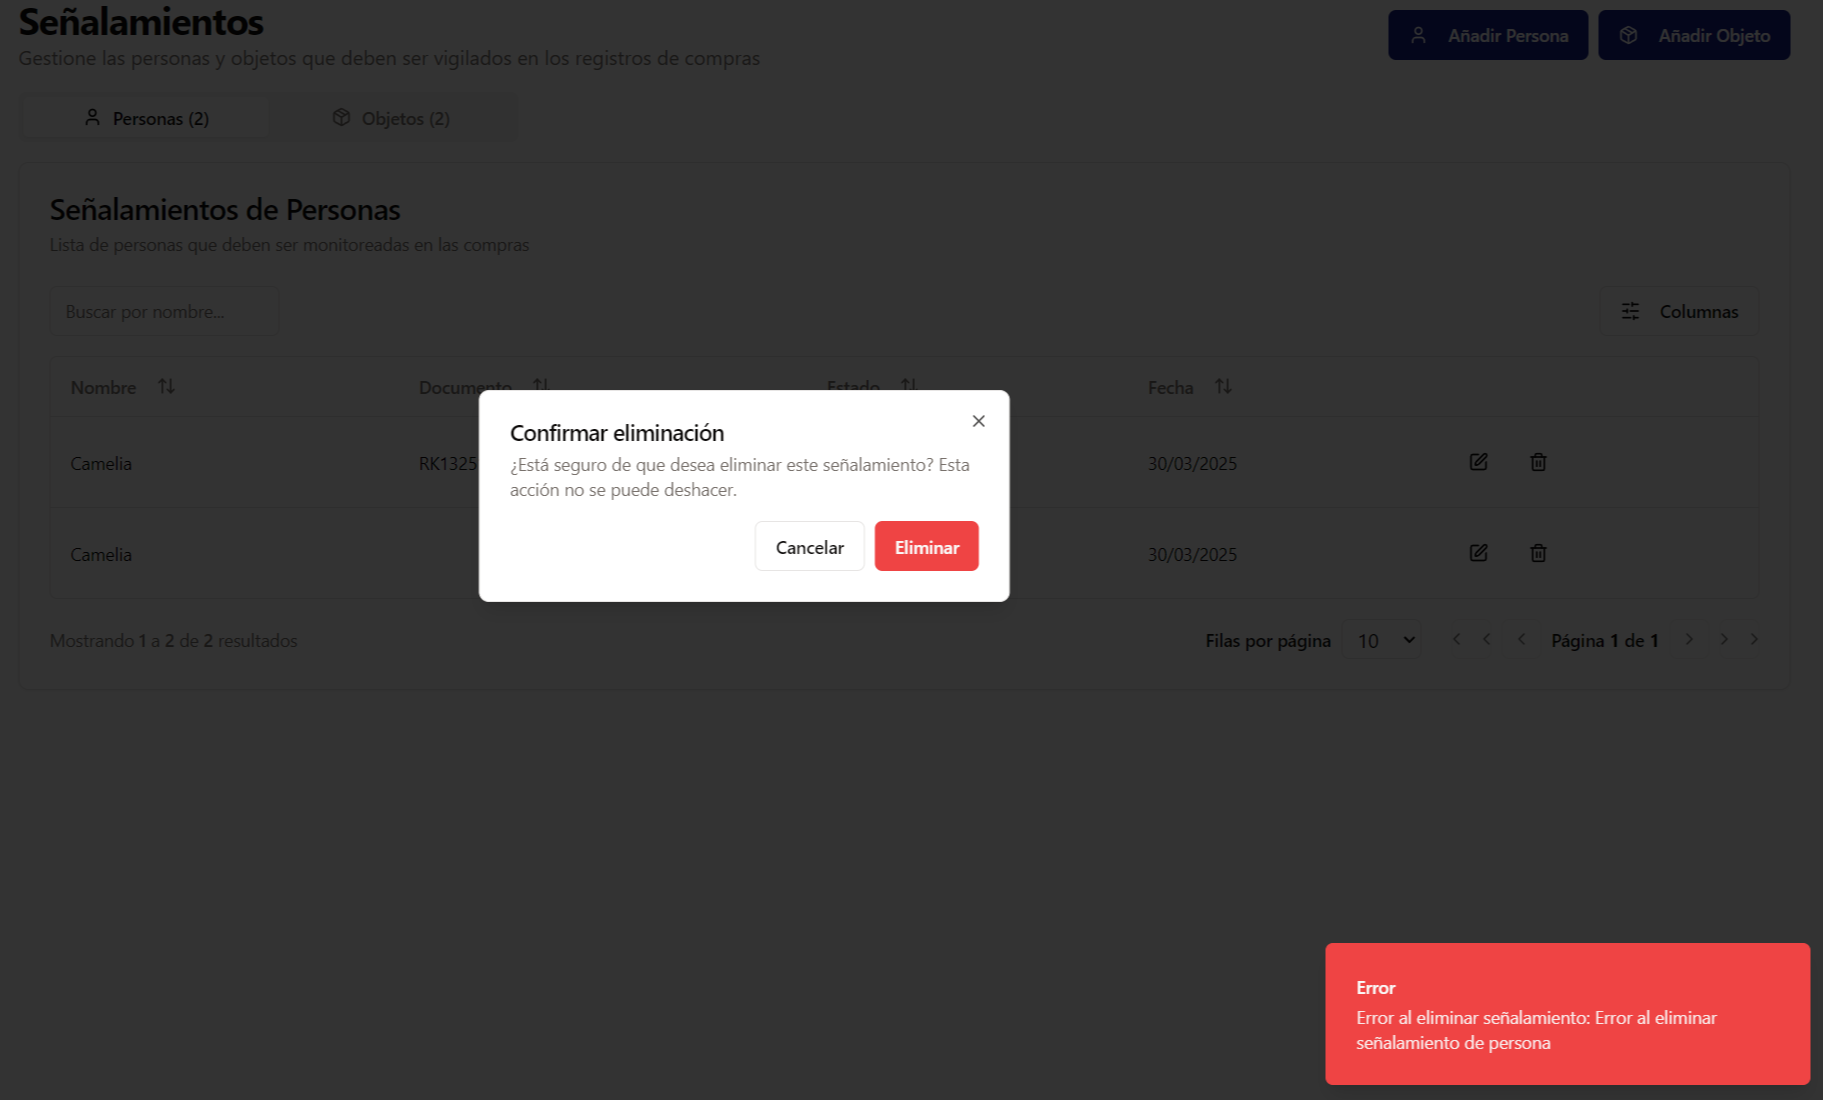 Señalamientos
Gestione las personas y objetos que deben ser vigilados en los registros de compras
Añadir Persona
Añadir Objeto
Personas (2)
Objetos (2)
Señalamientos de Personas
Lista de personas que deben ser monitoreadas en las compras
Buscar por nombre...
Columnas
Nombre
Documento
Estado
Fecha
Camelia
RK1325
30/03/2025
Camelia
30/03/2025
Confirmar eliminación
¿Está seguro de que desea eliminar este señalamiento? Esta
acción no se puede deshacer.
Cancelar
Eliminar
Mostrando 1 a 2 de 2 resultados
Filas por página
10
Página 1 de 1
Error
Error al eliminar señalamiento: Error al eliminar
señalamiento de persona